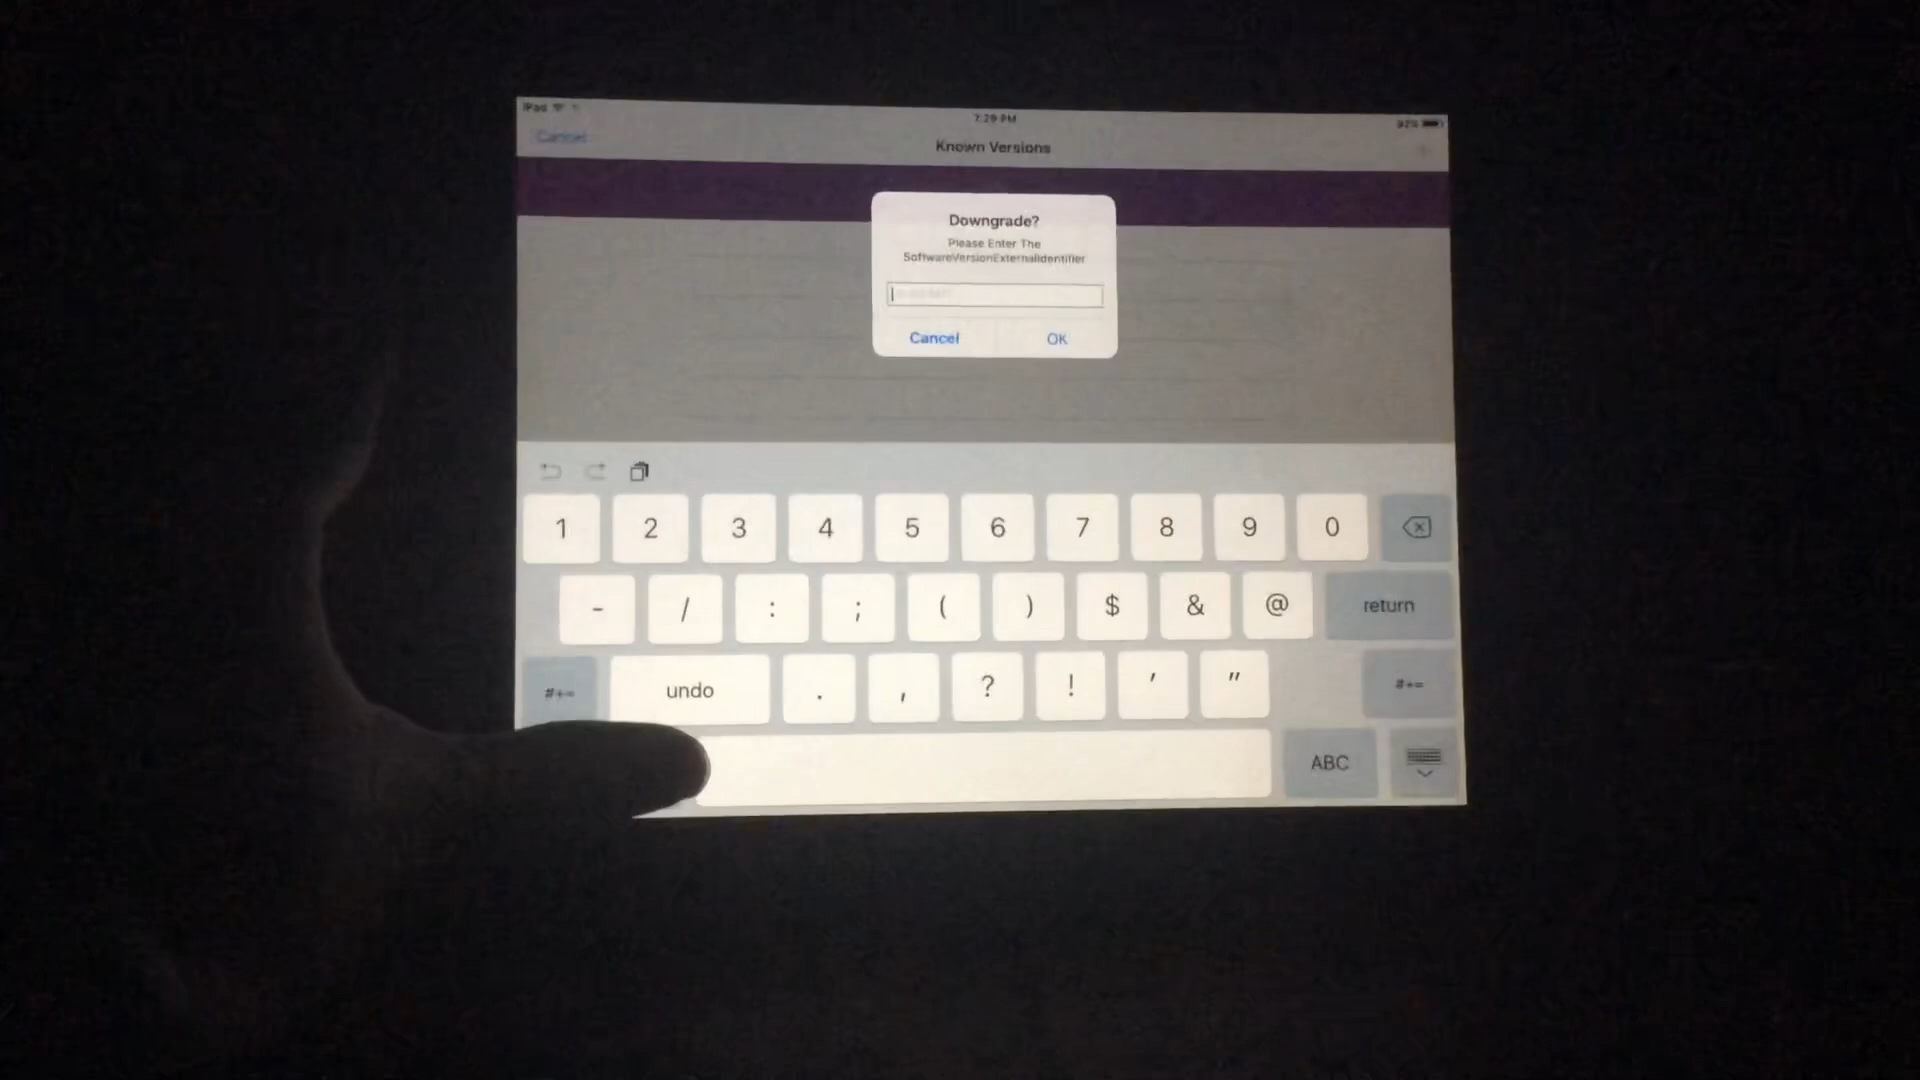 iPad
7:29 PM
92%
Cancel
Known Versions
Downgrade?
Please Enter The
SoftwareVersionExternalIdentifier
Cancel
OK
1 2 3 4 5 6 7 8 9 0
- / : ; ( ) $ & @ return
#+= undo . , ? ! ' " #+=
ABC